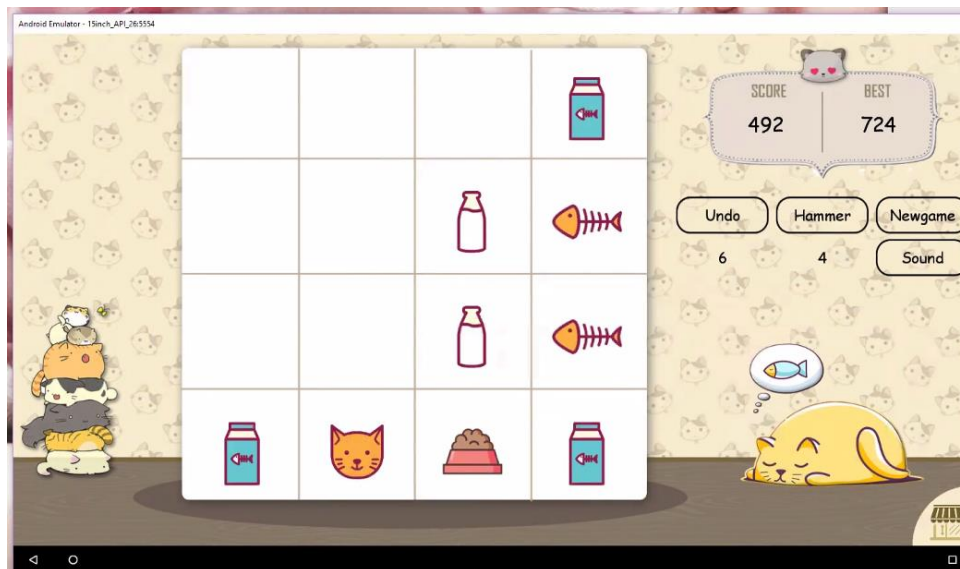 Android Emulator - 15inch_API_26:5554
SCORE BEST
492 724
Undo Hammer Newgame
6 4 Sound